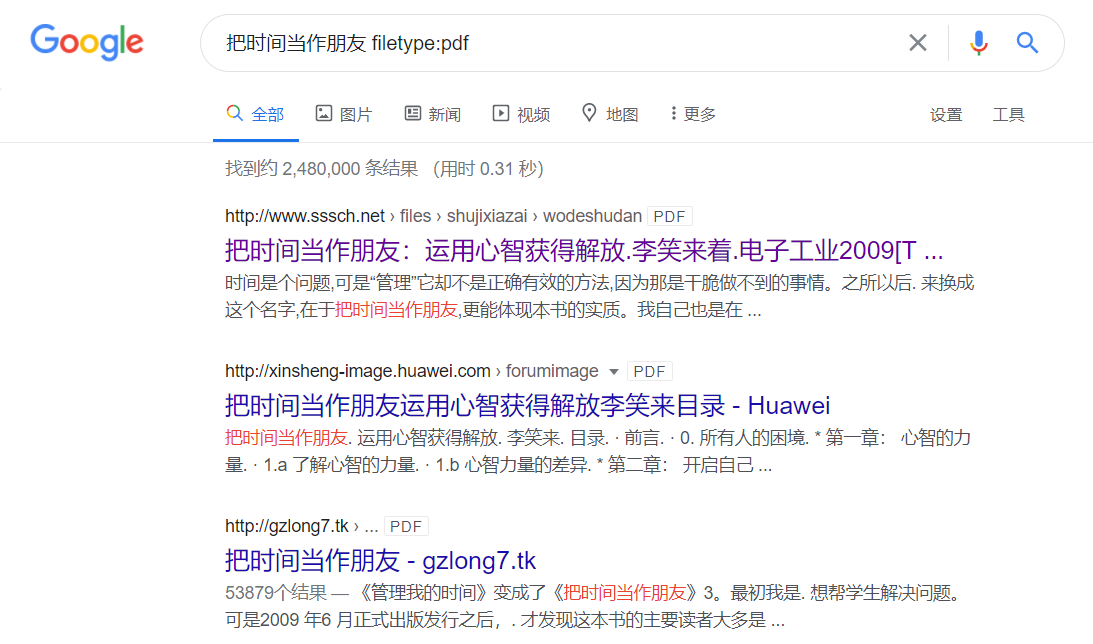 Google
把时间当作朋友 filetype:pdf
全部 图片 新闻 视频 地图 更多 设置 工具
找到约 2,480,000 条结果 （用时 0.31 秒）
http://www.sssch.net › files › shujixiazai › wodeshudan PDF
把时间当作朋友：运用心智获得解放.李笑来着.电子工业2009[T ...
时间是个问题,可是“管理”它却不是正确有效的方法,因为那是干脆做不到的事情。之所以后. 来换成
这个名字,在于把时间当作朋友,更能体现本书的实质。我自己也是在 ...
http://xinsheng-image.huawei.com › forumimage PDF
把时间当作朋友运用心智获得解放李笑来目录 - Huawei
把时间当作朋友. 运用心智获得解放. 李笑来. 目录. · 前言. · 0. 所有人的困境. * 第一章： 心智的力
量. · 1.a 了解心智的力量. · 1.b 心智力量的差异. * 第二章： 开启自己 ...
http://gzlong7.tk › ... PDF
把时间当作朋友 - gzlong7.tk
53879个结果 — 《管理我的时间》变成了《把时间当作朋友》3。最初我是. 想帮学生解决问题。
可是2009 年6 月正式出版发行之后，. 才发现这本书的主要读者大多是 ...